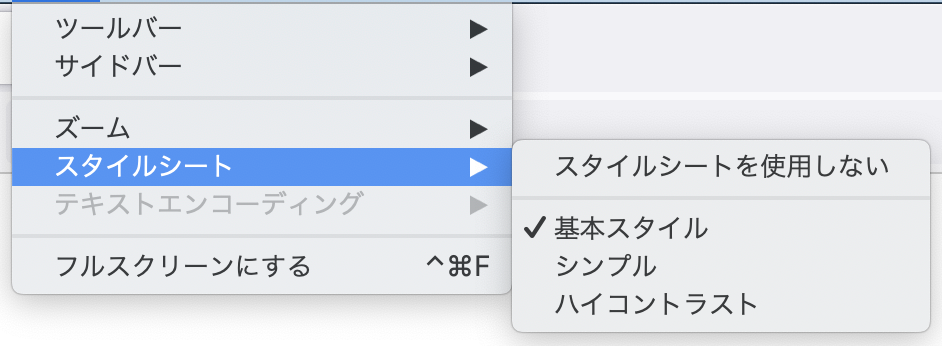 ツールバー
サイドバー
ズーム
スタイルシート
テキストエンコーディング
フルスクリーンにする ^⌘F
スタイルシートを使用しない
基本スタイル
シンプル
ハイコントラスト